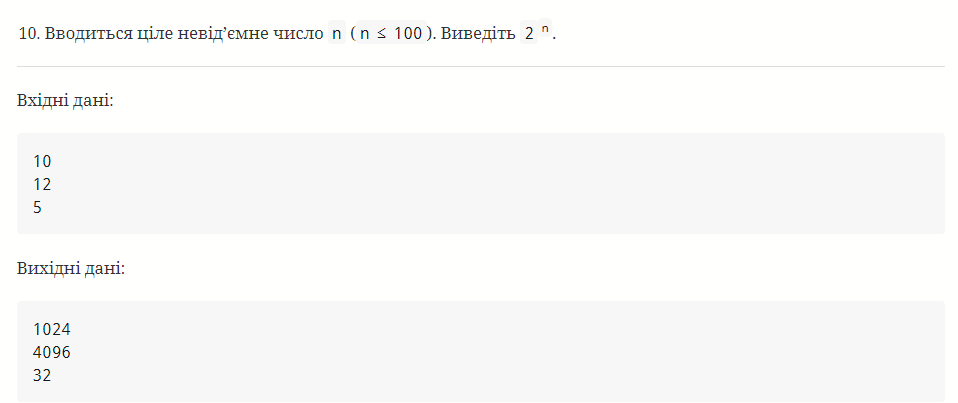 10. Вводиться ціле невід’ємне число n ( n ≤ 100 ). Виведіть 2 ⁿ .
Вхідні дані:
10
12
5
Вихідні дані:
1024
4096
32